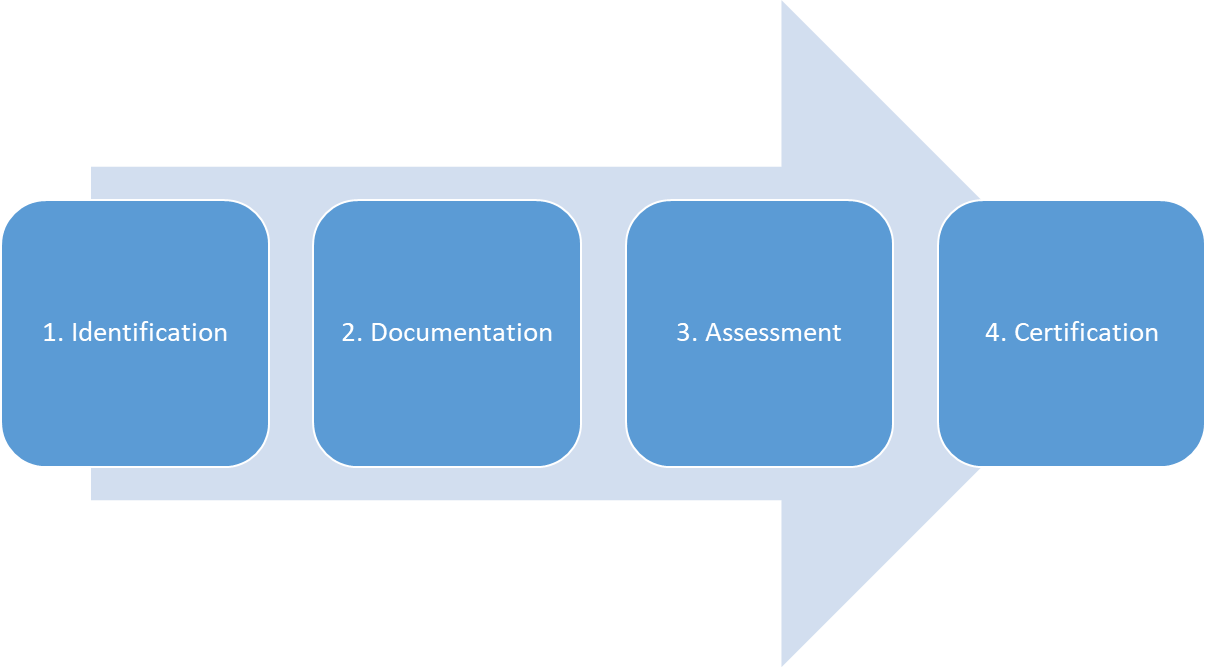 1. Identification
2. Documentation
3. Assessment
4. Certification